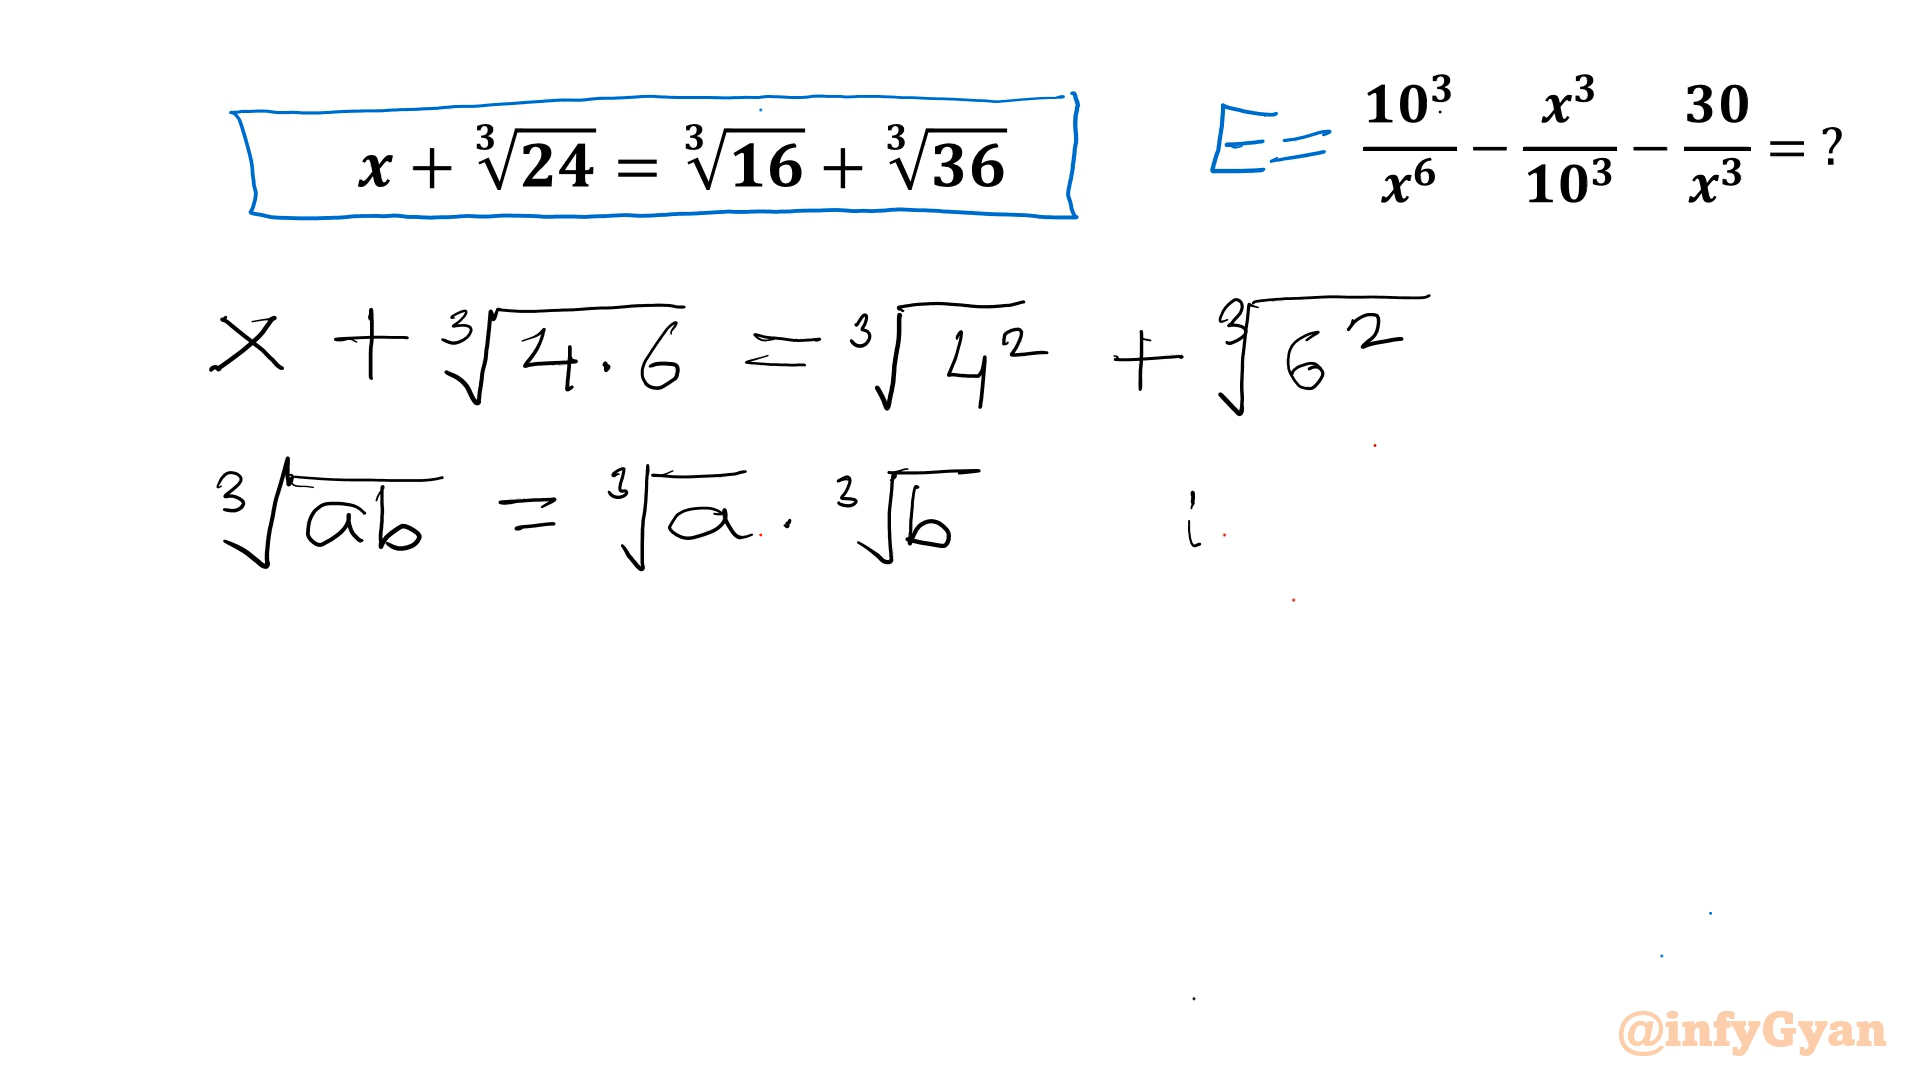 x + ∛24 = ∛16 + ∛36
E = 10³/x⁶ − x³/10³ − 30/x³ = ?
x + ∛4·6 = ∛4² + ∛6²
∛ab = ∛a · ∛b
@infyGyan